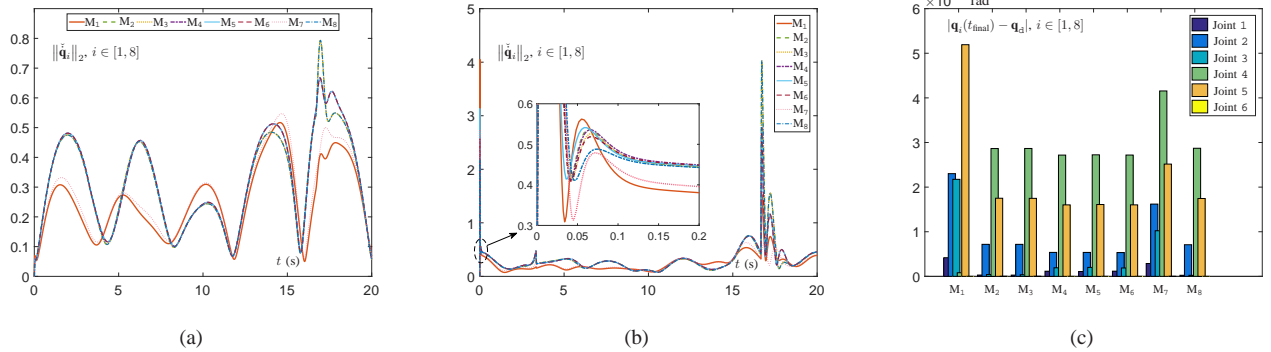 M₁ M₂ M₃ M₄ M₅ M₆ M₇ M₈
‖q̇̌ᵢ‖₂, i ∈ [1, 8]
0.8
0.7
0.6
0.5
0.4
0.3
0.2
0.1
0
0 5 10 15 20
t (s)
(a)
‖q̈̌ᵢ‖₂, i ∈ [1, 8]
M₁
M₂
M₃
M₄
M₅
M₆
M₇
M₈
5
4
3
2
1
0
0 5 10 15 20
t (s)
0.6
0.5
0.4
0.3
0 0.05 0.1 0.15 0.2
(b)
rad
|qᵢ(t_final) − q_d|, i ∈ [1, 8]
Joint 1
Joint 2
Joint 3
Joint 4
Joint 5
Joint 6
6
5
4
3
2
1
0
M₁ M₂ M₃ M₄ M₅ M₆ M₇ M₈
(c)